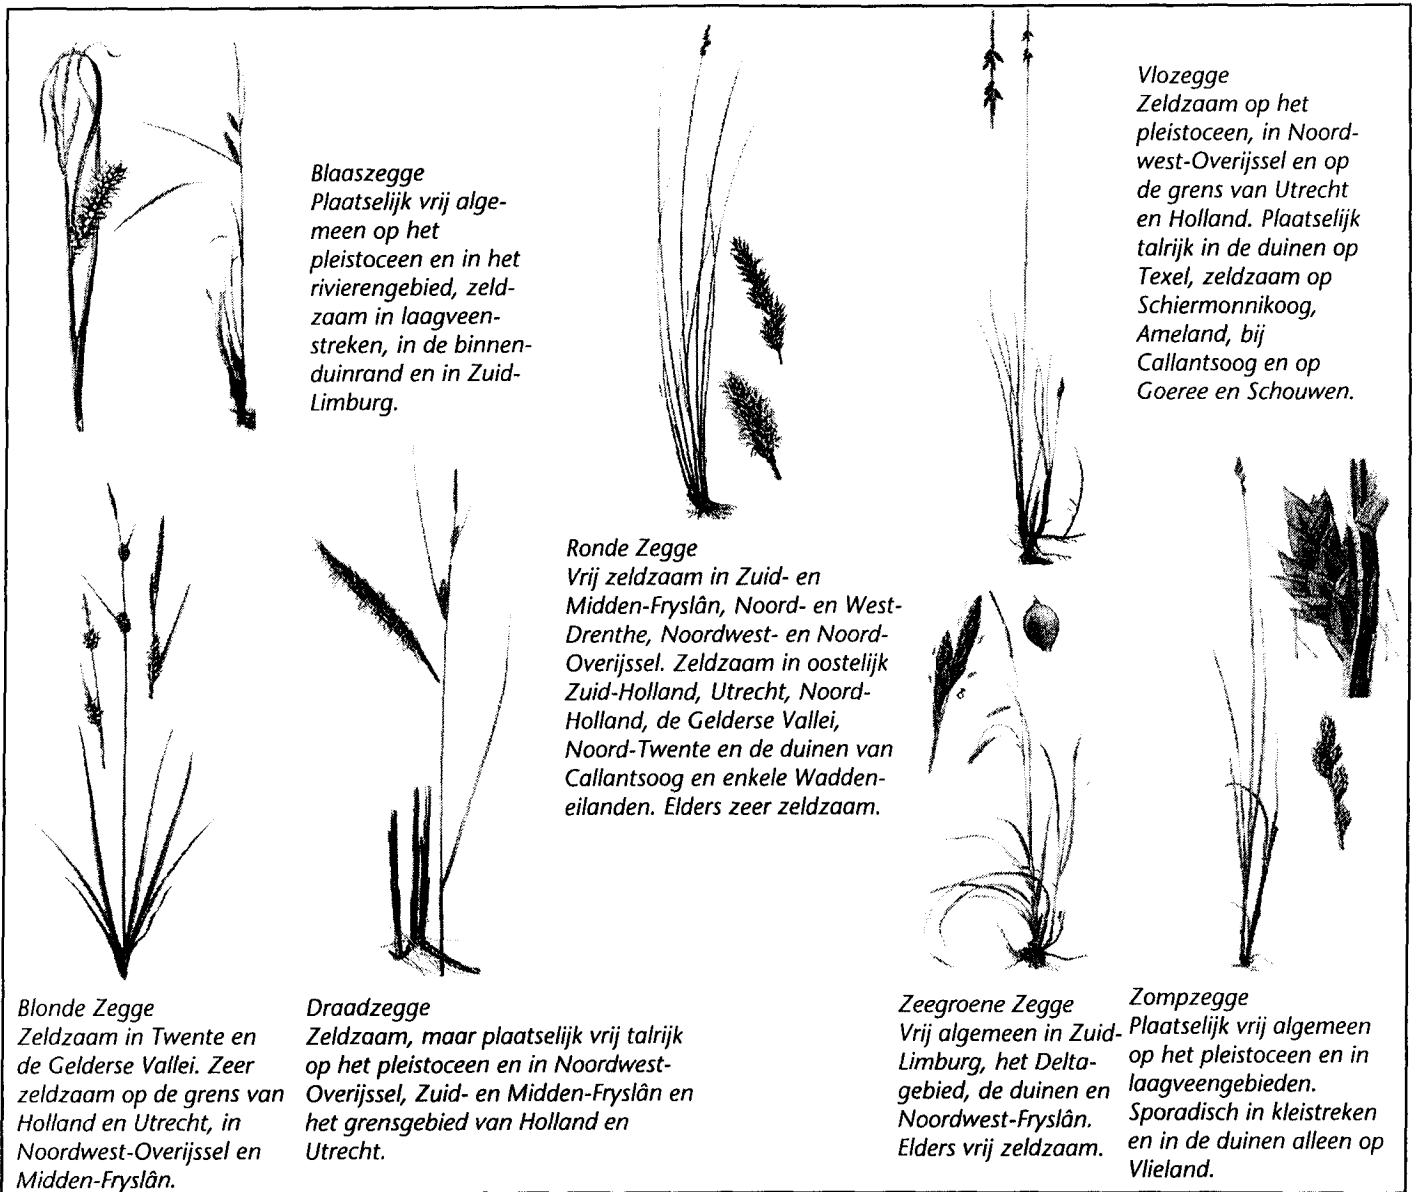 Blaaszegge
Plaatselijk vrij alge-
meen op het
pleistoceen en in het
rivierengebied, zeld-
zaam in laagveen-
streken, in de binnen-
duinrand en in Zuid-
Limburg.
Vlozegge
Zeldzaam op het
pleistoceen, in Noord-
west-Overijssel en op
de grens van Utrecht
en Holland. Plaatselijk
talrijk in de duinen op
Texel, zeldzaam op
Schiermonnikoog,
Ameland, bij
Callantsoog en op
Goeree en Schouwen.
Ronde Zegge
Vrij zeldzaam in Zuid- en
Midden-Fryslân, Noord- en West-
Drenthe, Noordwest- en Noord-
Overijssel. Zeldzaam in oostelijk
Zuid-Holland, Utrecht, Noord-
Holland, de Gelderse Vallei,
Noord-Twente en de duinen van
Callantsoog en enkele Wadden-
eilanden. Elders zeer zeldzaam.
Blonde Zegge
Zeldzaam in Twente en
de Gelderse Vallei. Zeer
zeldzaam op de grens van
Holland en Utrecht, in
Noordwest-Overijssel en
Midden-Fryslân.
Draadzegge
Zeldzaam, maar plaatselijk vrij talrijk
op het pleistoceen en in Noordwest-
Overijssel, Zuid- en Midden-Fryslân en
het grensgebied van Holland en
Utrecht.
Zeegroene Zegge
Vrij algemeen in Zuid-
Limburg, het Delta-
gebied, de duinen en
Noordwest-Fryslân.
Elders vrij zeldzaam.
Zompzegge
Plaatselijk vrij algemeen
op het pleistoceen en in
laagveengebieden.
Sporadisch in kleistreken
en in de duinen alleen op
Vlieland.